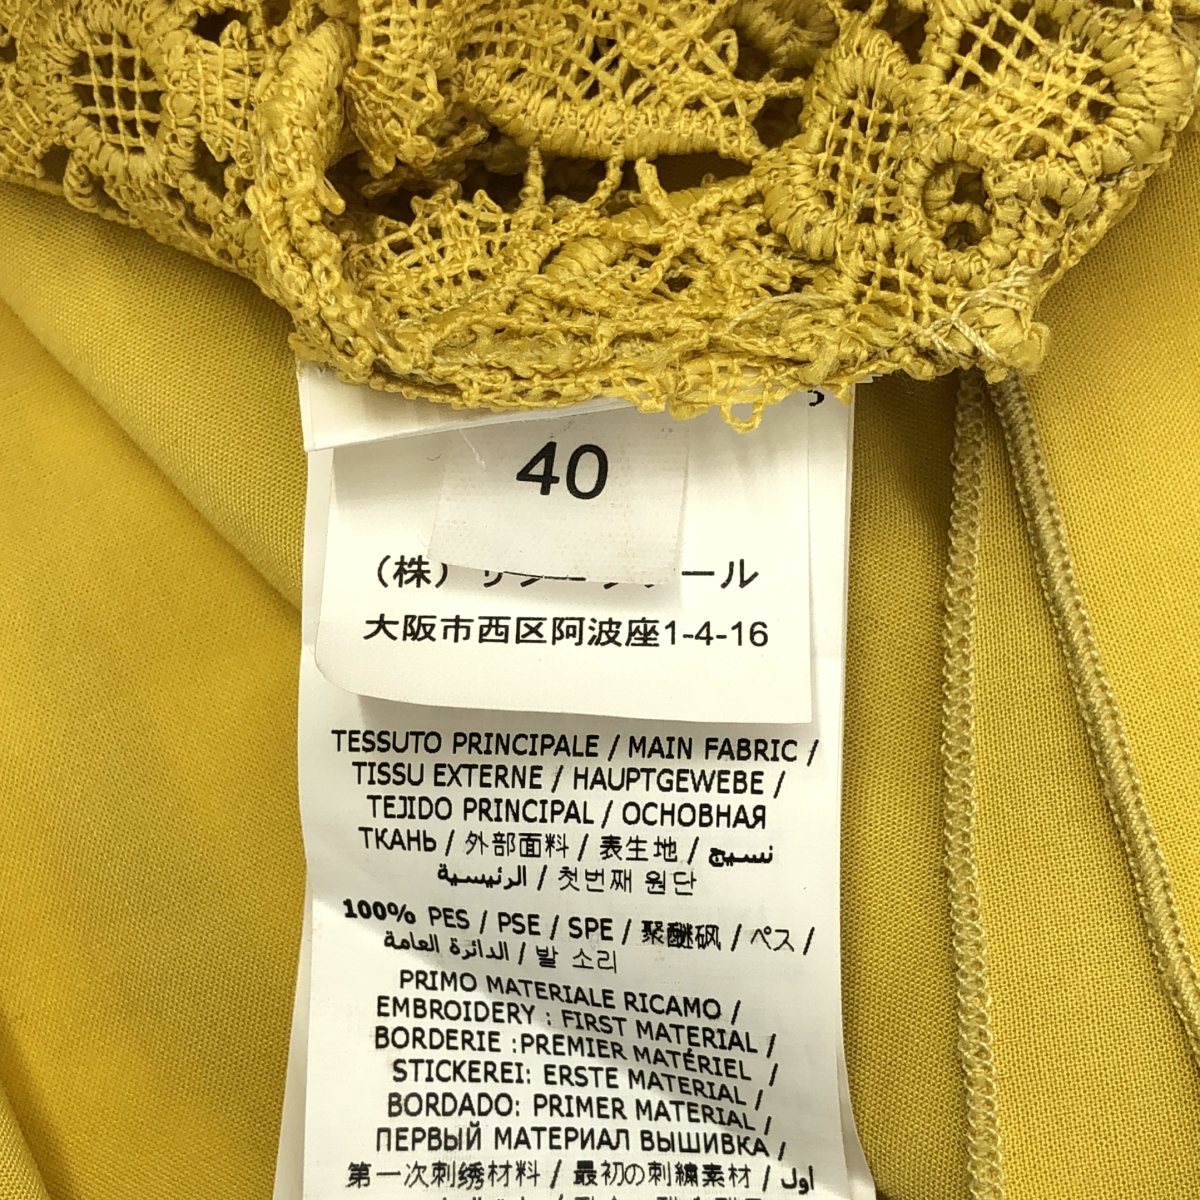 40
(株)
大阪市西区阿波座1-4-16
TESSUTO PRINCIPALE / MAIN FABRIC /
TISSU EXTERNE / HAUPTGEWEBE /
TEJIDO PRINCIPAL / ОСНОВНАЯ
ТКАНЬ / 外部面料 / 表生地 / نسيج
الرئيسية / 첫번째 원단
100% PES / PSE / SPE / 聚醚砜 / ペス /
الدائرة العامة / 발 소리
PRIMO MATERIALE RICAMO /
EMBROIDERY : FIRST MATERIAL /
BORDERIE :PREMIER MATÉRIEL /
STICKEREI: ERSTE MATERIAL /
BORDADO: PRIMER MATERIAL /
ПЕРВЫЙ МАТЕРИАЛ ВЫШИВКА /
第一次刺绣材料 / 最初の刺繍素材 / اول